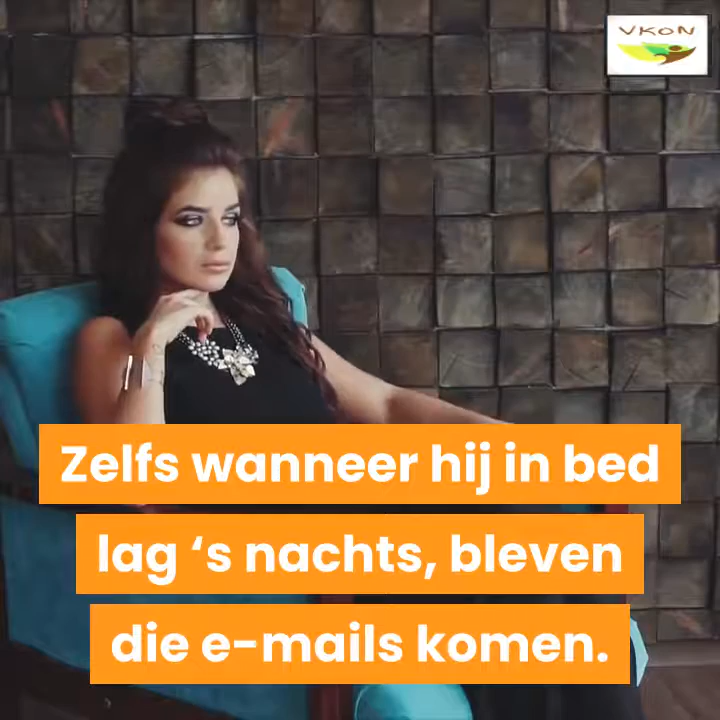 VKoN
Zelfs wanneer hij in bed
lag ‘s nachts, bleven
die e-mails komen.